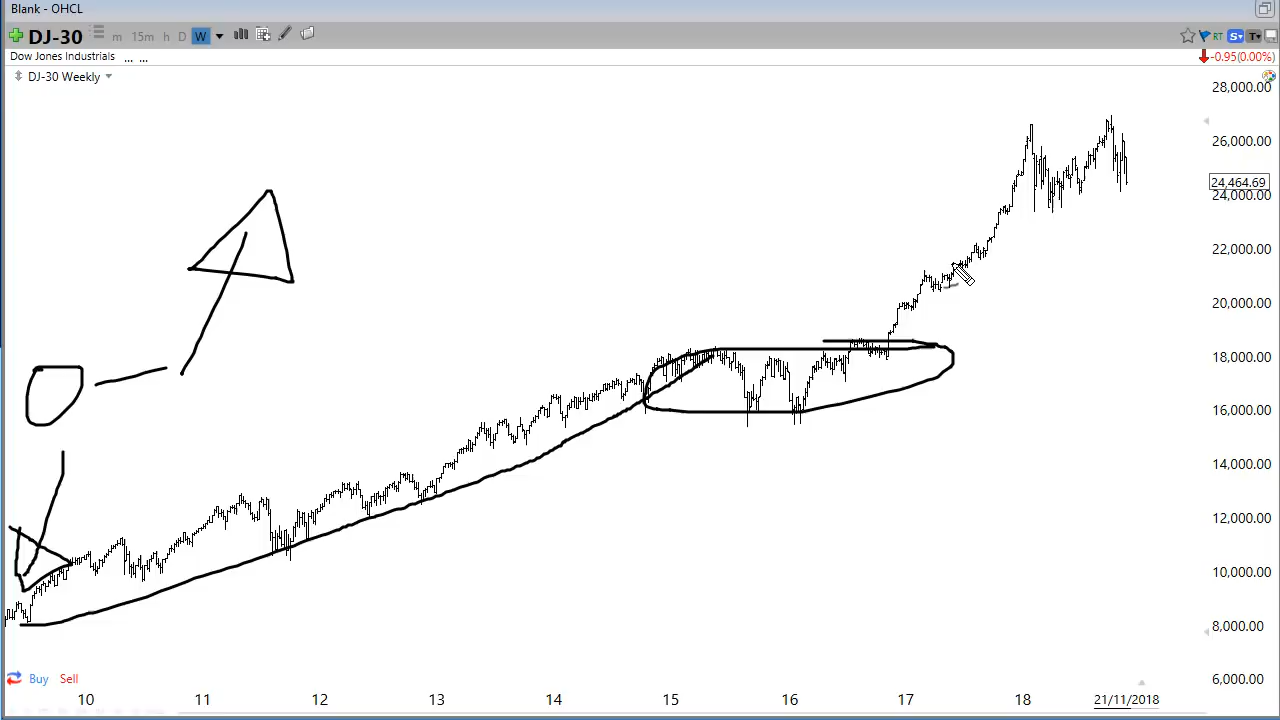 Blank - OHCL
DJ-30 m 15m h D W RT S T
Dow Jones Industrials ... ... -0.95(0.00%)
DJ-30 Weekly
28,000.00
26,000.00
24,464.69
24,000.00
22,000.00
20,000.00
18,000.00
16,000.00
14,000.00
12,000.00
10,000.00
8,000.00
6,000.00
Buy Sell
10 11 12 13 14 15 16 17 18 21/11/2018